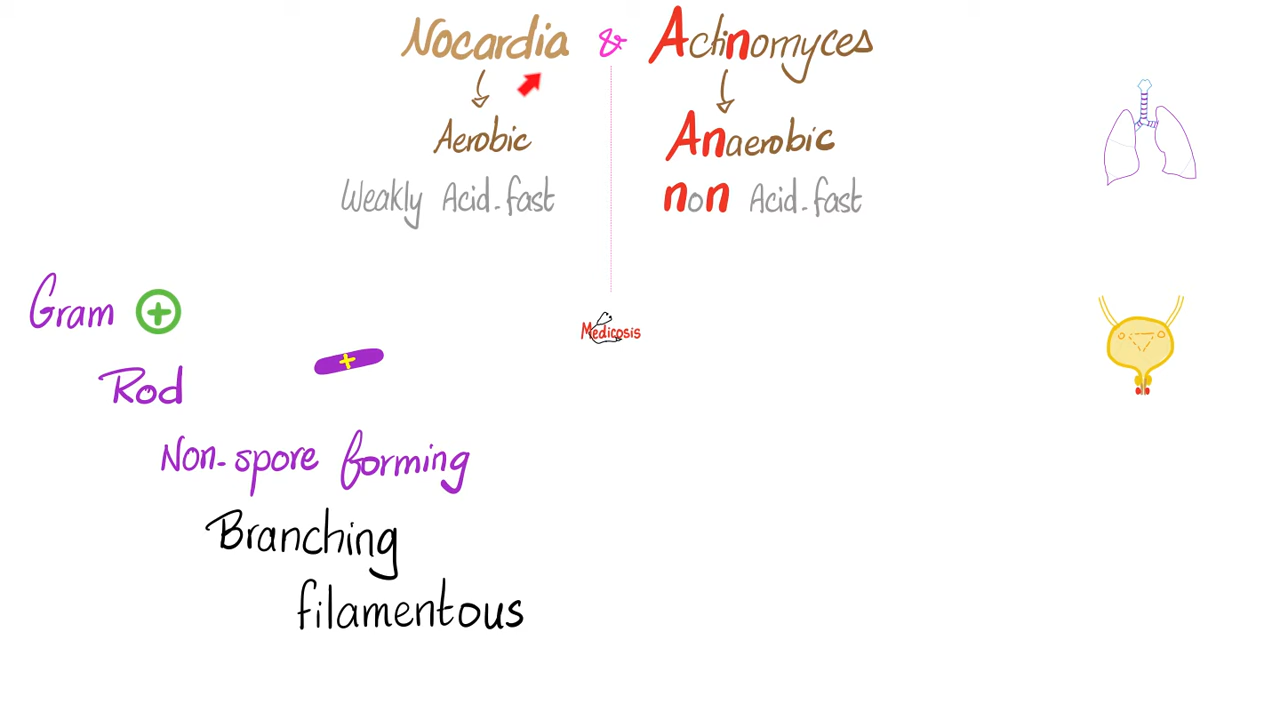 Nocardia & Actinomyces
Aerobic Anaerobic
Weakly Acid-fast non Acid-fast
Gram +
Medicosis
+
Rod
Non-spore forming
Branching
filamentous